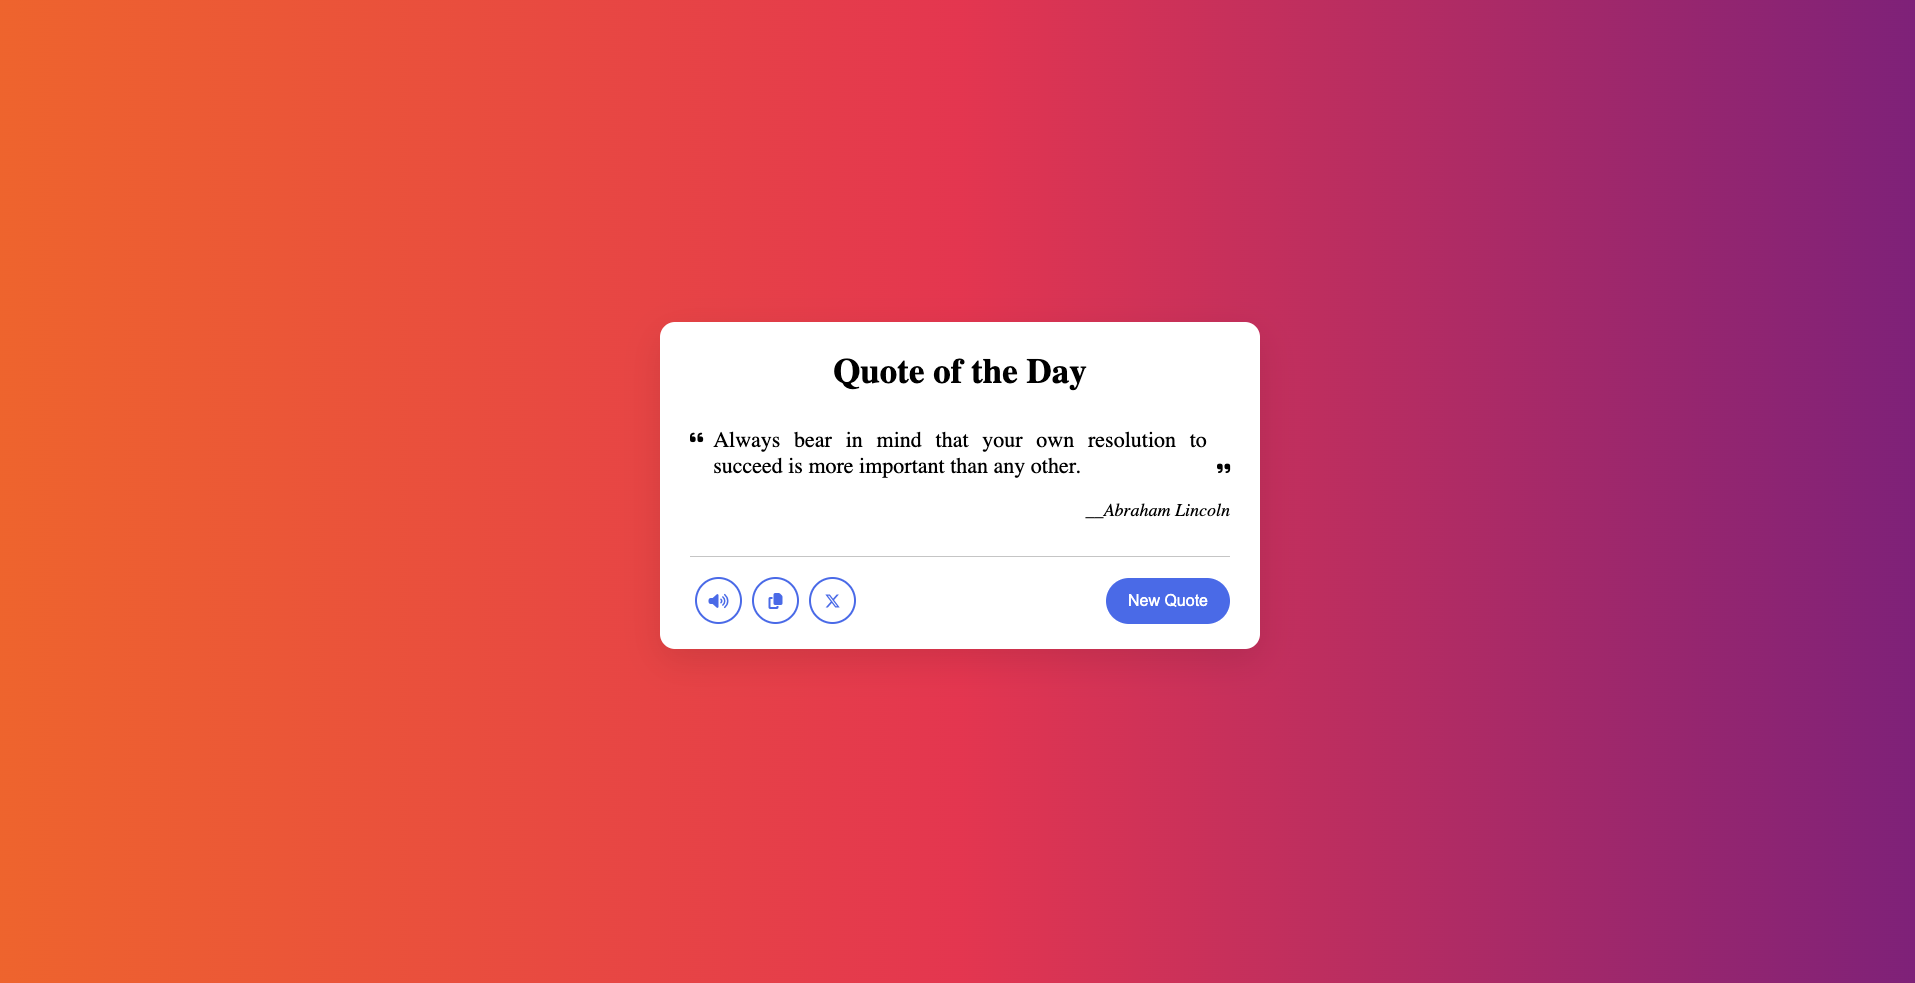 Quote of the Day
❝ Always bear in mind that your own resolution to
succeed is more important than any other. ❞
__Abraham Lincoln
New Quote